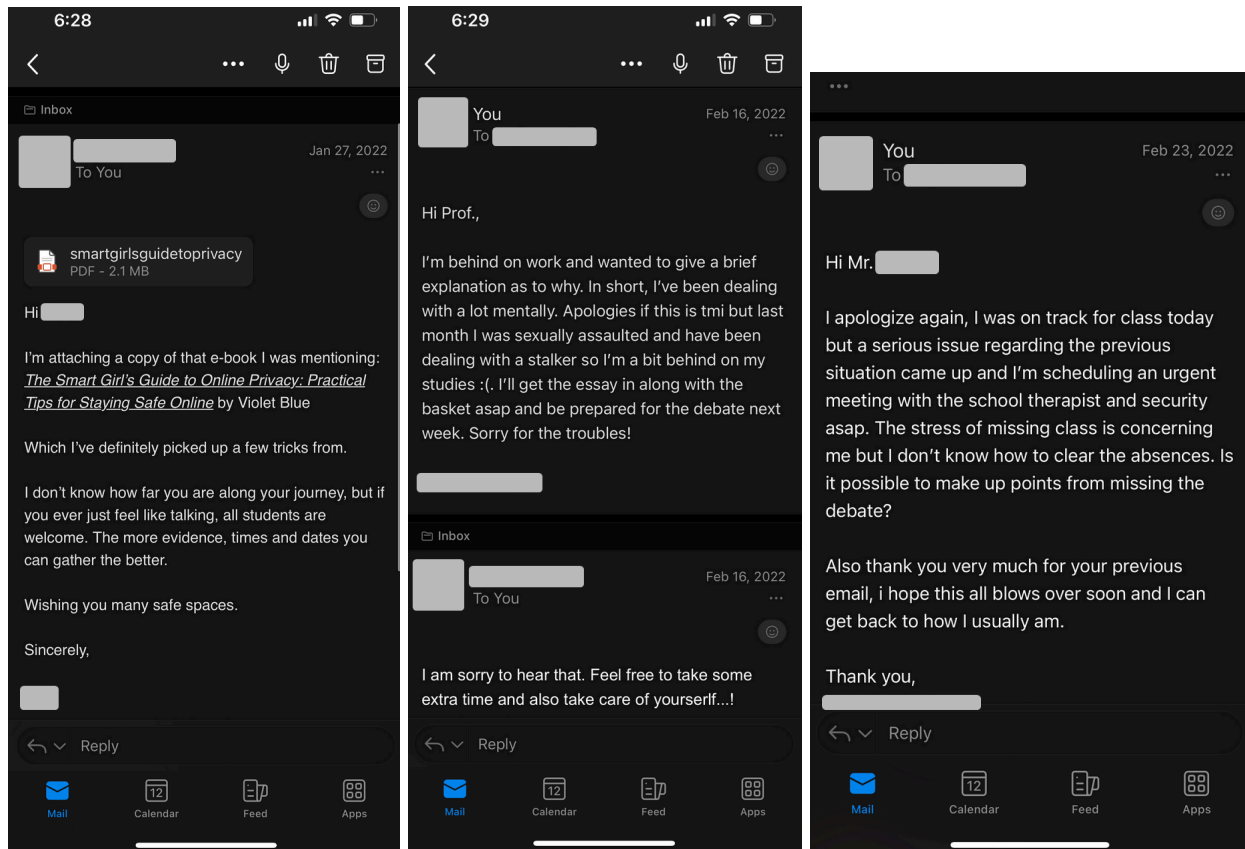 6:28
Inbox
Jan 27, 2022
To You
smartgirlsguidetoprivacy
PDF - 2.1 MB
Hi
I'm attaching a copy of that e-book I was mentioning:
The Smart Girl's Guide to Online Privacy: Practical
Tips for Staying Safe Online by Violet Blue
Which I've definitely picked up a few tricks from.
I don't know how far you are along your journey, but if
you ever just feel like talking, all students are
welcome. The more evidence, times and dates you
can gather the better.
Wishing you many safe spaces.
Sincerely,
Reply
Mail
12
Calendar
Feed
Apps
6:29
You
Feb 16, 2022
To
Hi Prof.,
I'm behind on work and wanted to give a brief
explanation as to why. In short, I've been dealing
with a lot mentally. Apologies if this is tmi but last
month I was sexually assaulted and have been
dealing with a stalker so I'm a bit behind on my
studies :(. I'll get the essay in along with the
basket asap and be prepared for the debate next
week. Sorry for the troubles!
Inbox
Feb 16, 2022
To You
I am sorry to hear that. Feel free to take some
extra time and also take care of yourserlf...!
Reply
Mail
12
Calendar
Feed
Apps
You
Feb 23, 2022
To
Hi Mr.
I apologize again, I was on track for class today
but a serious issue regarding the previous
situation came up and I'm scheduling an urgent
meeting with the school therapist and security
asap. The stress of missing class is concerning
me but I don't know how to clear the absences. Is
it possible to make up points from missing the
debate?
Also thank you very much for your previous
email, i hope this all blows over soon and I can
get back to how I usually am.
Thank you,
Reply
Mail
12
Calendar
Feed
Apps